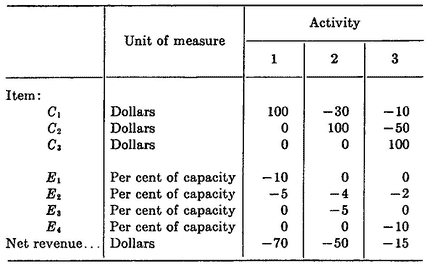 Unit of measure Activity
1 2 3
Item:
C₁ Dollars 100 −30 −10
C₂ Dollars 0 100 −50
C₃ Dollars 0 0 100
E₁ Per cent of capacity −10 0 0
E₂ Per cent of capacity −5 −4 −2
E₃ Per cent of capacity 0 −5 0
E₄ Per cent of capacity 0 0 −10
Net revenue... Dollars −70 −50 −15